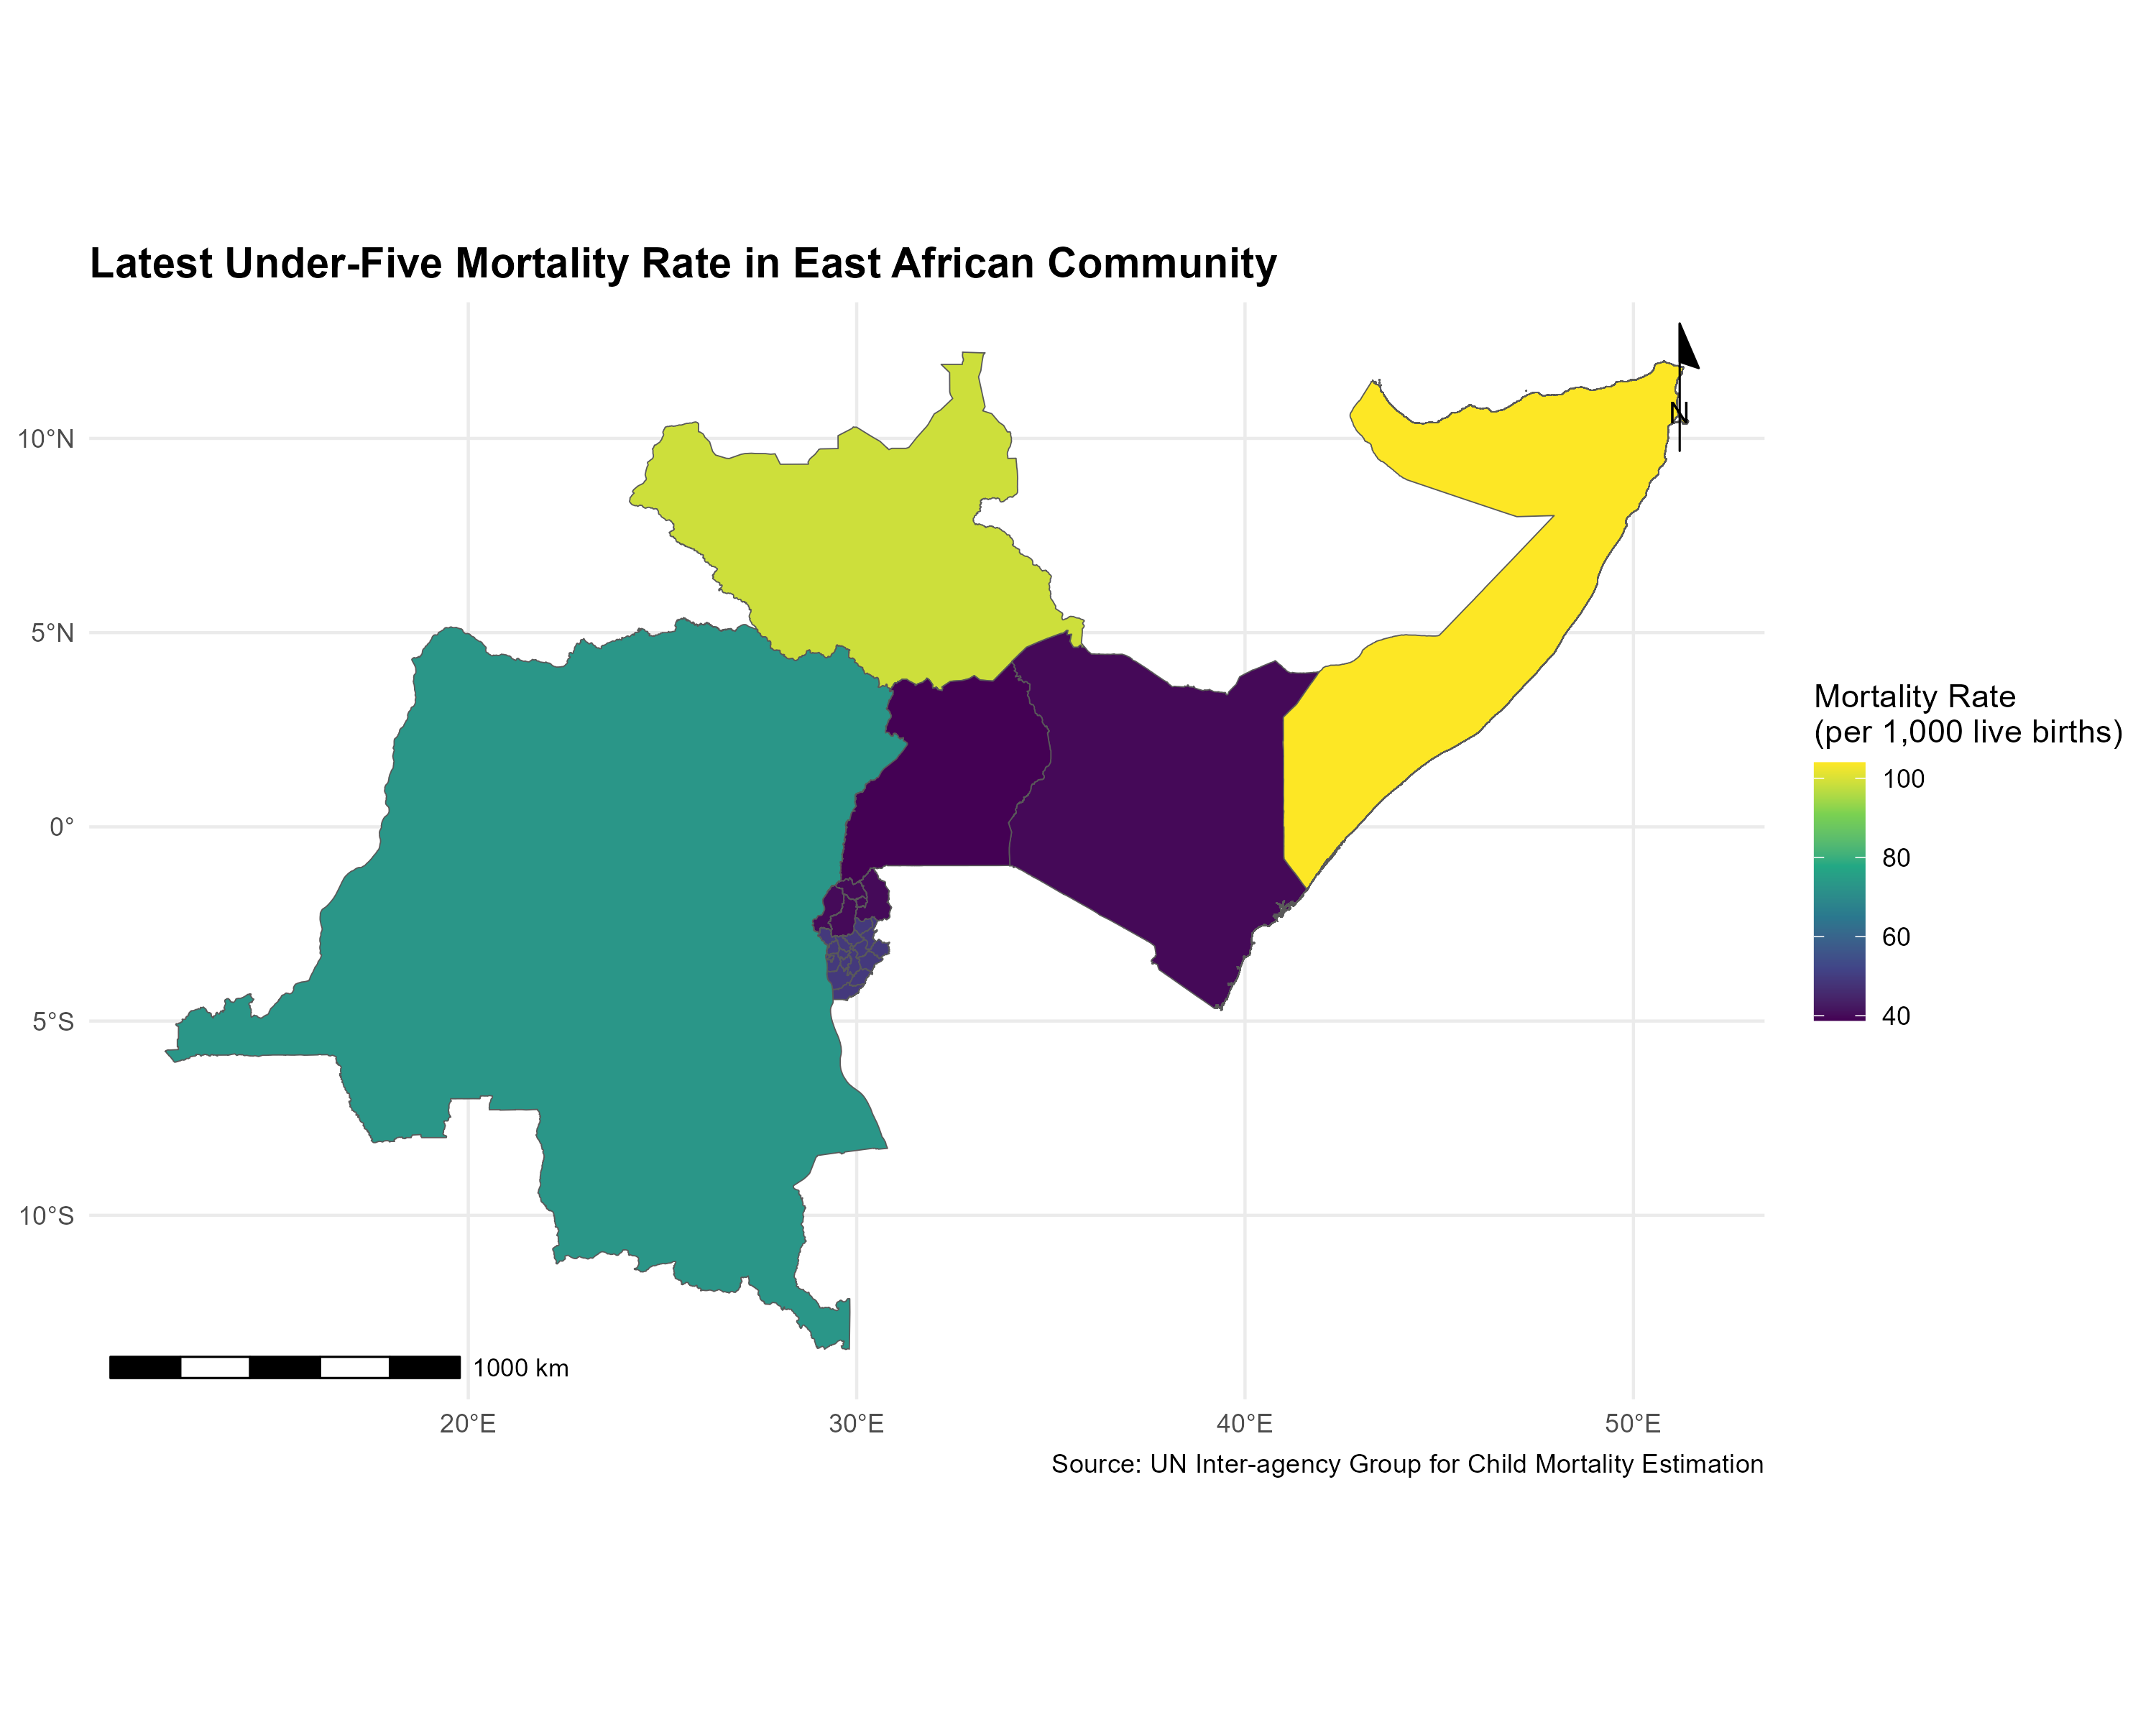 Latest Under-Five Mortality Rate in East African Community
N
10°N
5°N
0°
5°S
10°S
Mortality Rate
(per 1,000 live births)
100
80
60
40
1000 km
20°E
30°E
40°E
50°E
Source: UN Inter-agency Group for Child Mortality Estimation